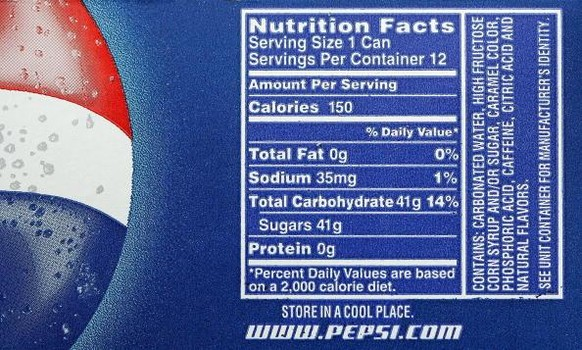 Nutrition Facts
Serving Size 1 Can
Servings Per Container 12
Amount Per Serving
Calories 150
% Daily Value*
Total Fat 0g 0%
Sodium 35mg 1%
Total Carbohydrate 41g 14%
Sugars 41g
Protein 0g
*Percent Daily Values are based
on a 2,000 calorie diet.
CONTAINS: CARBONATED WATER, HIGH FRUCTOSE
CORN SYRUP AND/OR SUGAR, CARAMEL COLOR,
PHOSPHORIC ACID, CAFFEINE, CITRIC ACID AND
NATURAL FLAVORS.
SEE UNIT CONTAINER FOR MANUFACTURER'S IDENTITY.
STORE IN A COOL PLACE.
WWW.PEPSI.COM